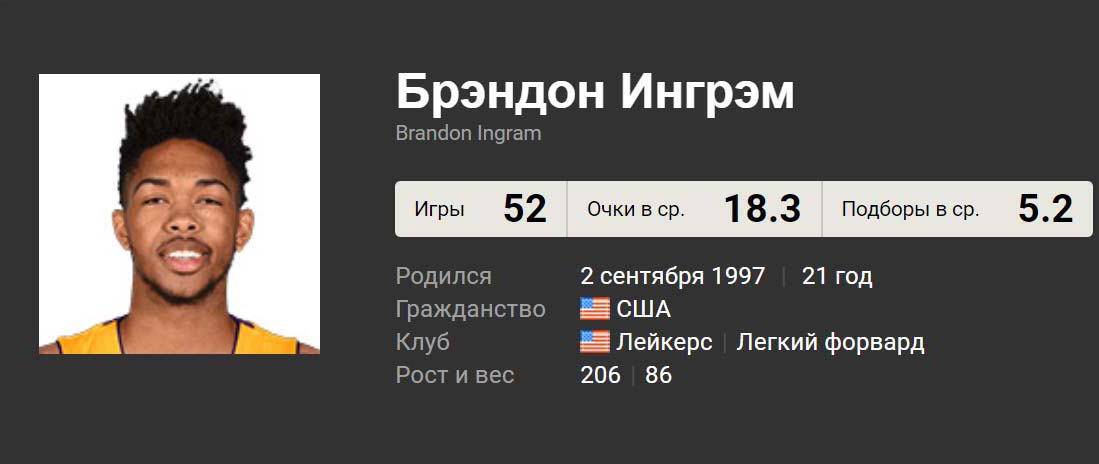 Брэндон Ингрэм
Brandon Ingram
Игры 52 Очки в ср. 18.3 Подборы в ср. 5.2
Родился 2 сентября 1997 | 21 год
Гражданство США
Клуб Лейкерс | Легкий форвард
Рост и вес 206 | 86